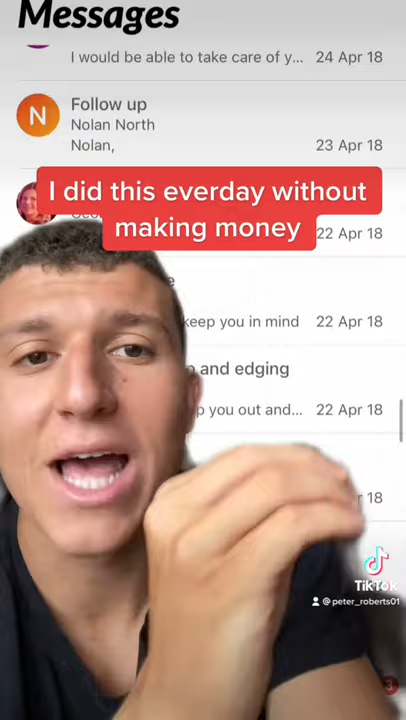 Messages
I would be able to take care of y... 24 Apr 18
N
Follow up
Nolan North
Nolan, 23 Apr 18
I did this everday without
making money
22 Apr 18
keep you in mind 22 Apr 18
and edging
p you out and... 22 Apr 18
18
TikTok
@peter_roberts01
3